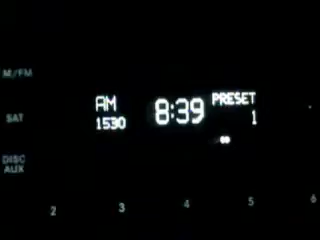 AM/FM
AM 8:39 PRESET
1530 1
SAT
DISC
AUX
2 3 4 5 6